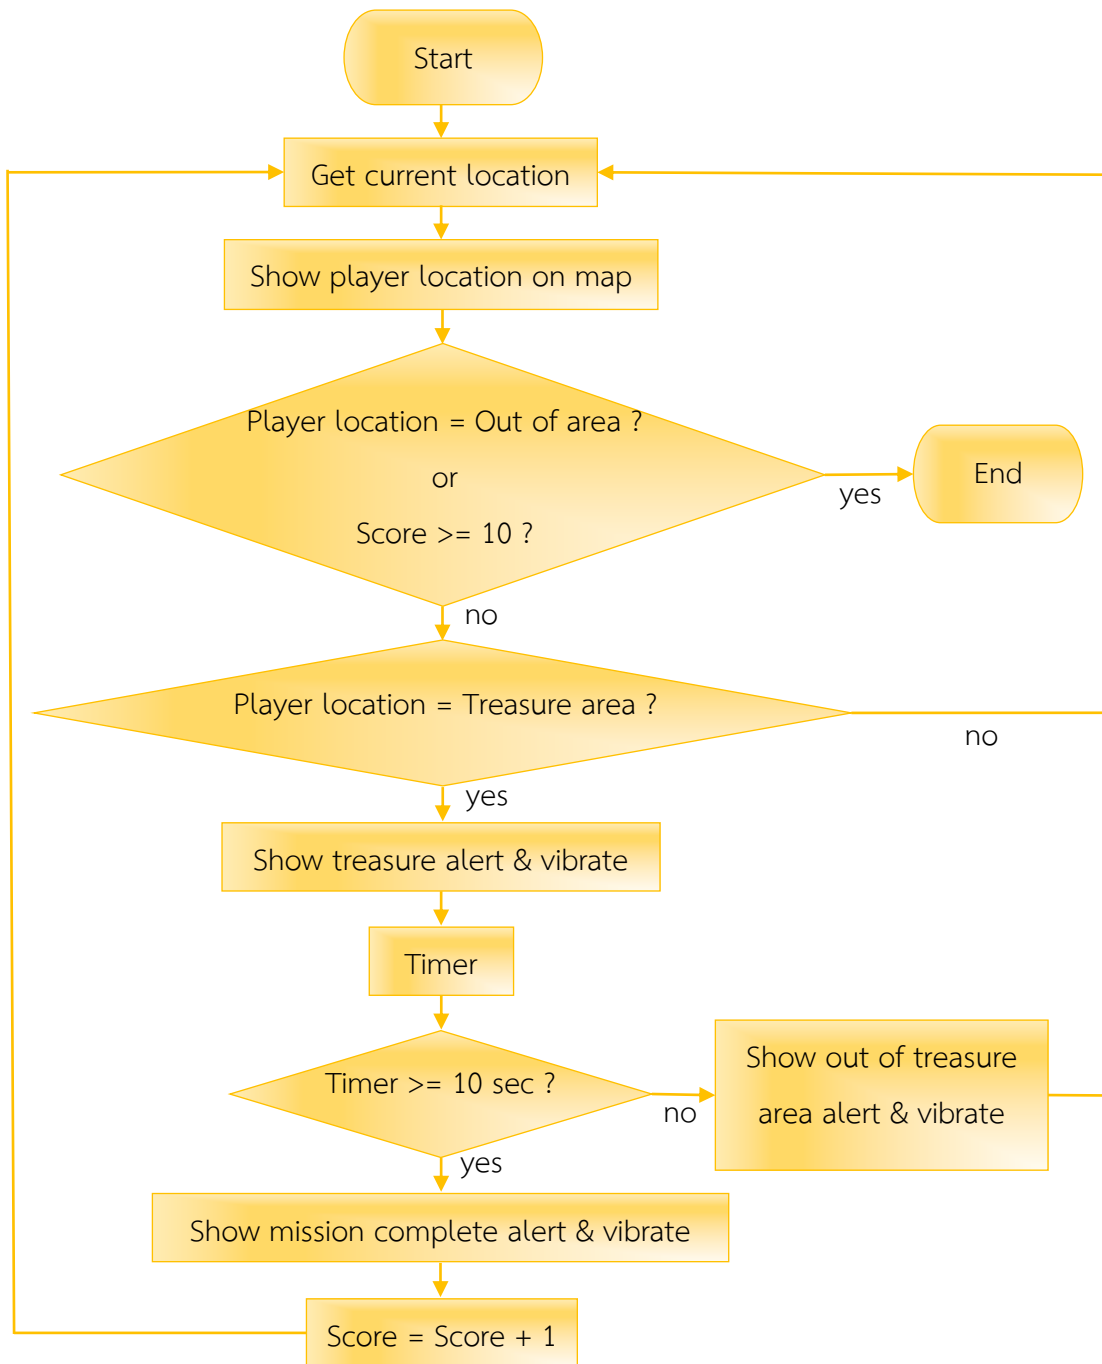 Start
Get current location
Show player location on map
Player location = Out of area ?
or
Score >= 10 ?
yes
End
no
Player location = Treasure area ?
no
yes
Show treasure alert & vibrate
Timer
Timer >= 10 sec ?
no
Show out of treasure
area alert & vibrate
yes
Show mission complete alert & vibrate
Score = Score + 1